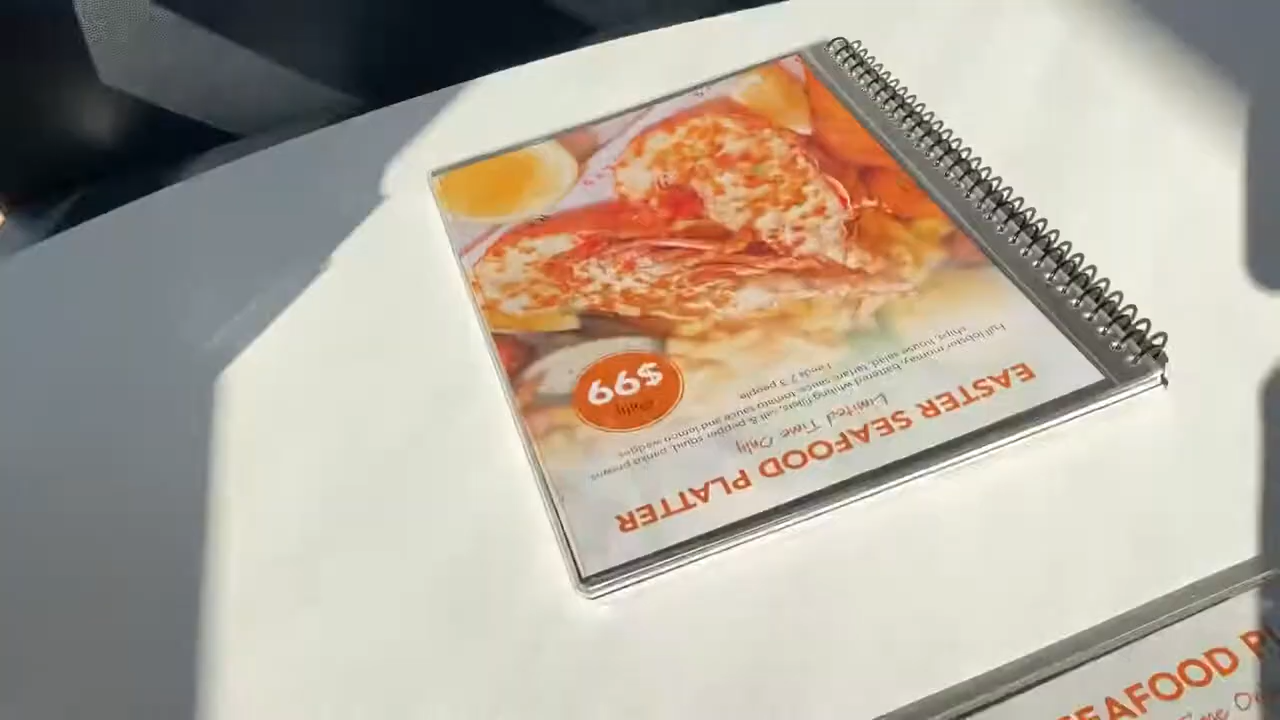 EASTER SEAFOOD PLATTER
Limited Time Only
Full lobster mornay, battered whiting fillets, salt & pepper squid, panko prawns
chips, house salad, tartare sauce, tomato sauce and lemon wedges
Feeds 2-3 people
Only
$99
SEAFOOD